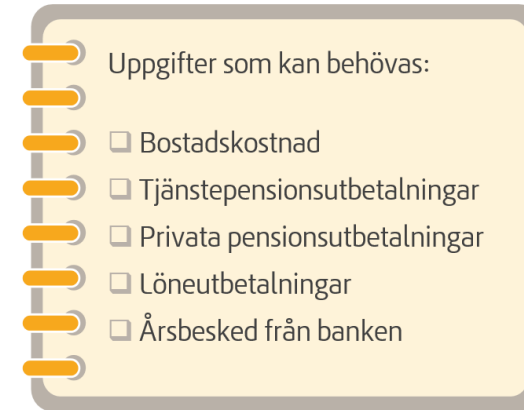 Uppgifter som kan behövas:
Bostadskostnad
Tjänstepensionsutbetalningar
Privata pensionsutbetalningar
Löneutbetalningar
Årsbesked från banken